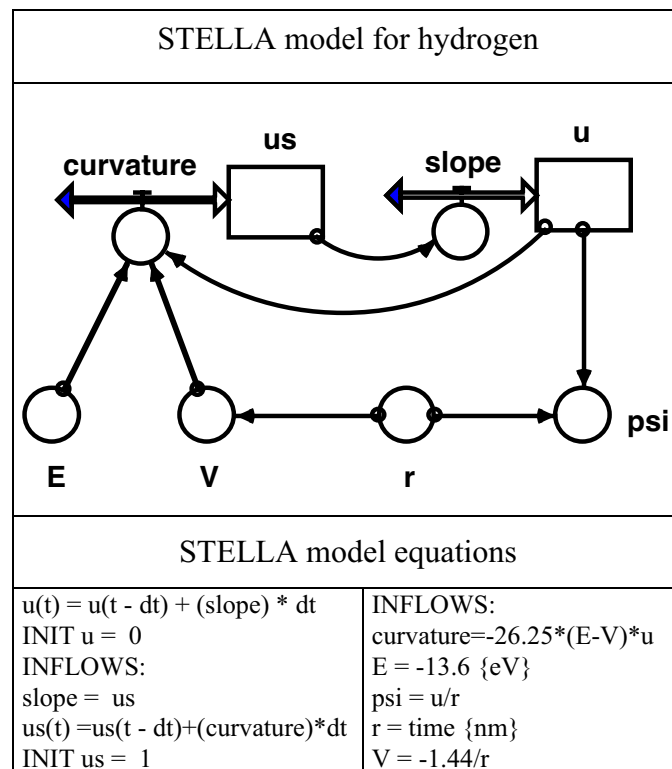 STELLA model for hydrogen
us
u
curvature
slope
psi
E
V
r
STELLA model equations
u(t) = u(t - dt) + (slope) * dt
INIT u = 0
INFLOWS:
slope = us
us(t) =us(t - dt)+(curvature)*dt
INIT us = 1
INFLOWS:
curvature=-26.25*(E-V)*u
E = -13.6 {eV}
psi = u/r
r = time {nm}
V = -1.44/r